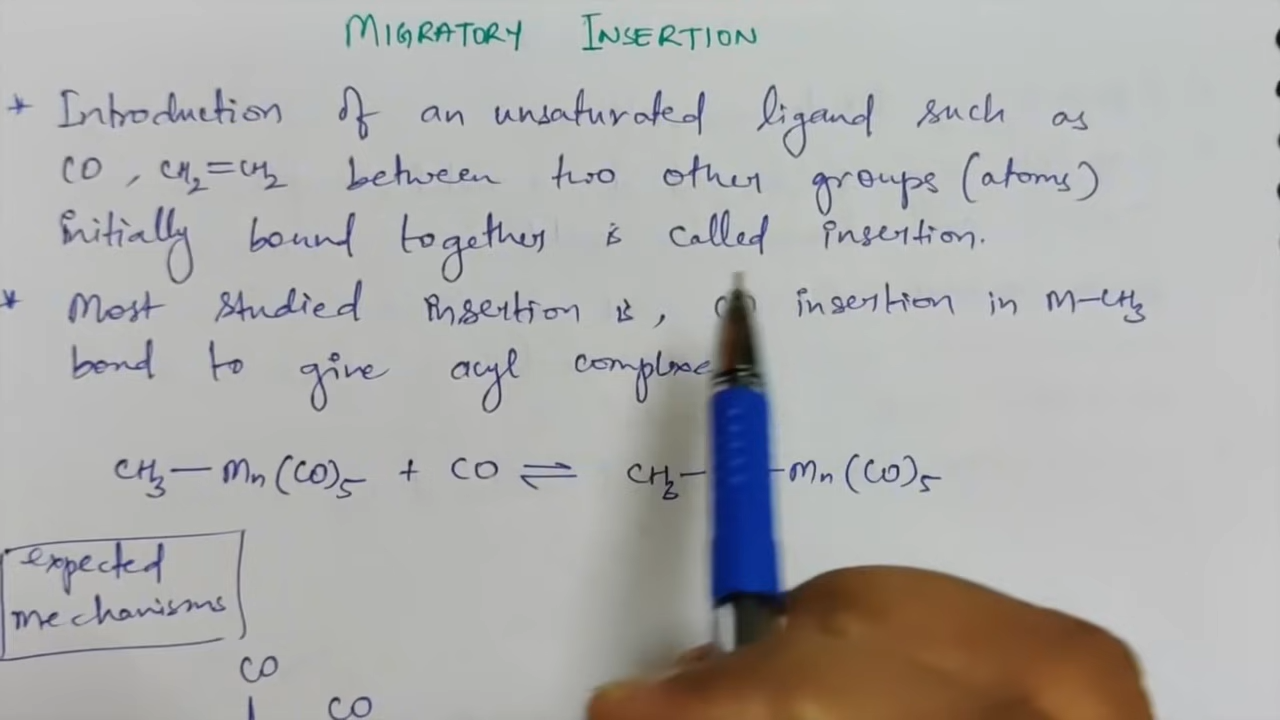 MIGRATORY INSERTION
* Introduction of an unsaturated ligand such as
CO, CH₂=CH₂ between two other groups (atoms)
initially bound together is called insertion.
* Most studied insertion is, insertion in M-CH₃
bond to give acyl
CH₃—Mn(CO)₅ + CO ⇌ CH₃- -Mn(CO)₅
expected
mechanisms
CO
CO